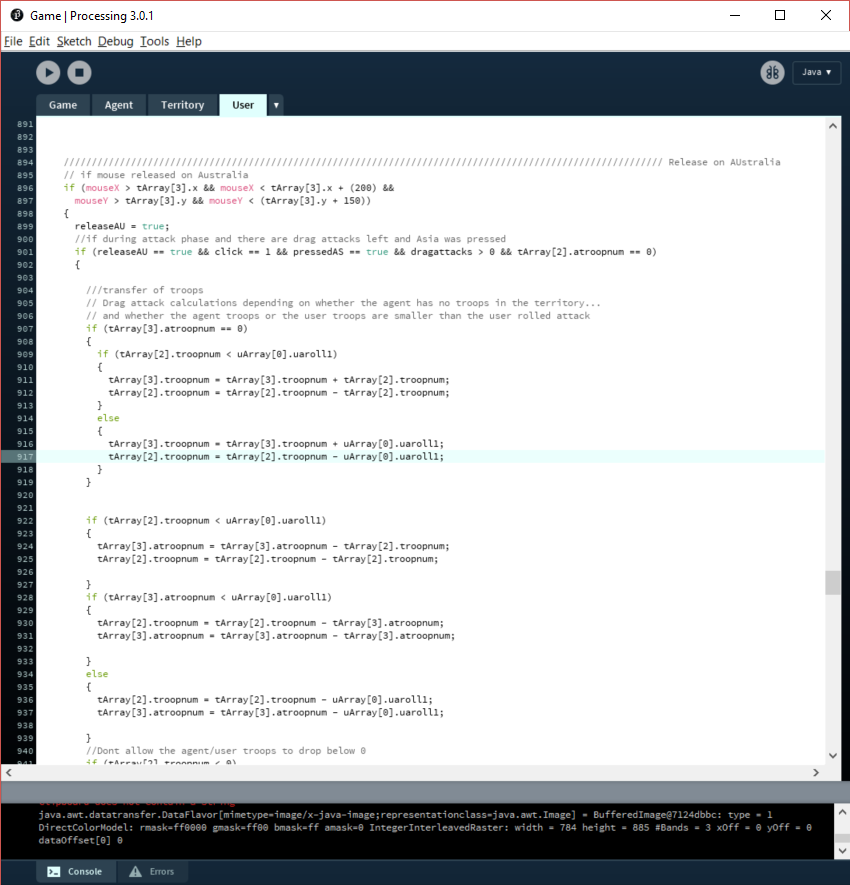 Game | Processing 3.0.1
File Edit Sketch Debug Tools Help
Java ▼
Game Agent Territory User ▼
891
892
893
894 /////////////////////////////////////////////////////////////////////////////////////////////////////////// Release on AUstralia
895 // if mouse released on Australia
896 if (mouseX > tArray[3].x && mouseX < tArray[3].x + (200) &&
897 mouseY > tArray[3].y && mouseY < (tArray[3].y + 150))
898 {
899 releaseAU = true;
900 //if during attack phase and there are drag attacks left and Asia was pressed
901 if (releaseAU == true && click == 1 && pressedAS == true && dragattacks > 0 && tArray[2].atroopnum == 0)
902 {
903
904 ///transfer of troops
905 // Drag attack calculations depending on whether the agent has no troops in the territory...
906 // and whether the agent troops or the user troops are smaller than the user rolled attack
907 if (tArray[3].atroopnum == 0)
908 {
909 if (tArray[2].troopnum < uArray[0].uaroll1)
910 {
911 tArray[3].troopnum = tArray[3].troopnum + tArray[2].troopnum;
912 tArray[2].troopnum = tArray[2].troopnum - tArray[2].troopnum;
913 }
914 else
915 {
916 tArray[3].troopnum = tArray[3].troopnum + uArray[0].uaroll1;
917 tArray[2].troopnum = tArray[2].troopnum - uArray[0].uaroll1;
918 }
919 }
920
921
922 if (tArray[2].troopnum < uArray[0].uaroll1)
923 {
924 tArray[3].atroopnum = tArray[3].atroopnum - tArray[2].troopnum;
925 tArray[2].troopnum = tArray[2].troopnum - tArray[2].troopnum;
926
927 }
928 if (tArray[3].atroopnum < uArray[0].uaroll1)
929 {
930 tArray[2].troopnum = tArray[2].troopnum - tArray[3].atroopnum;
931 tArray[3].atroopnum = tArray[3].atroopnum - tArray[3].atroopnum;
932
933 }
934 else
935 {
936 tArray[2].troopnum = tArray[2].troopnum - uArray[0].uaroll1;
937 tArray[3].atroopnum = tArray[3].atroopnum - uArray[0].uaroll1;
938
939 }
940 //Dont allow the agent/user troops to drop below 0
941 if (tArray[2].troopnum < 0)
Clipboard does not contain a string
java.awt.datatransfer.DataFlavor[mimetype=image/x-java-image;representationclass=java.awt.Image] = BufferedImage@7124dbbc: type = 1
DirectColorModel: rmask=ff0000 gmask=ff00 bmask=ff amask=0 IntegerInterleavedRaster: width = 784 height = 885 #Bands = 3 xOff = 0 yOff = 0
dataOffset[0] 0
Console Errors